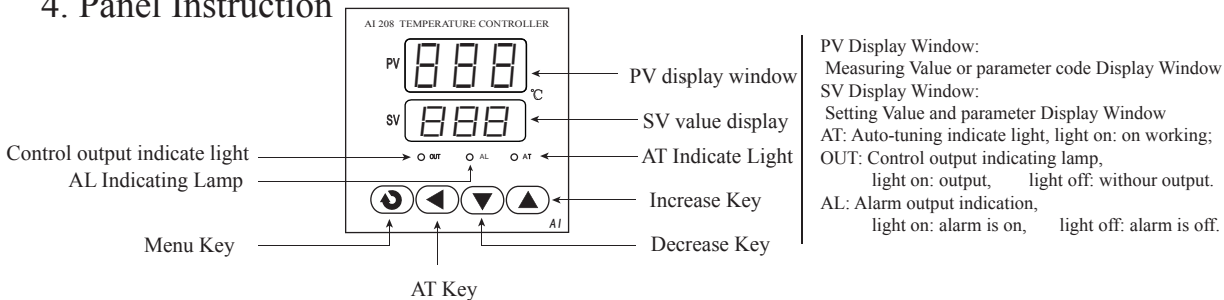 4. Panel Instruction
AI 208 TEMPERATURE CONTROLLER
PV
888
℃
SV
888
OUT
AL
AT
AI
Control output indicate light
AL Indicating Lamp
Menu Key
AT Key
PV display window
SV value display
AT Indicate Light
Increase Key
Decrease Key
PV Display Window:
Measuring Value or parameter code Display Window
SV Display Window:
Setting Value and parameter Display Window
AT: Auto-tuning indicate light, light on: on working;
OUT: Control output indicating lamp,
light on: output, light off: withour output.
AL: Alarm output indication,
light on: alarm is on, light off: alarm is off.